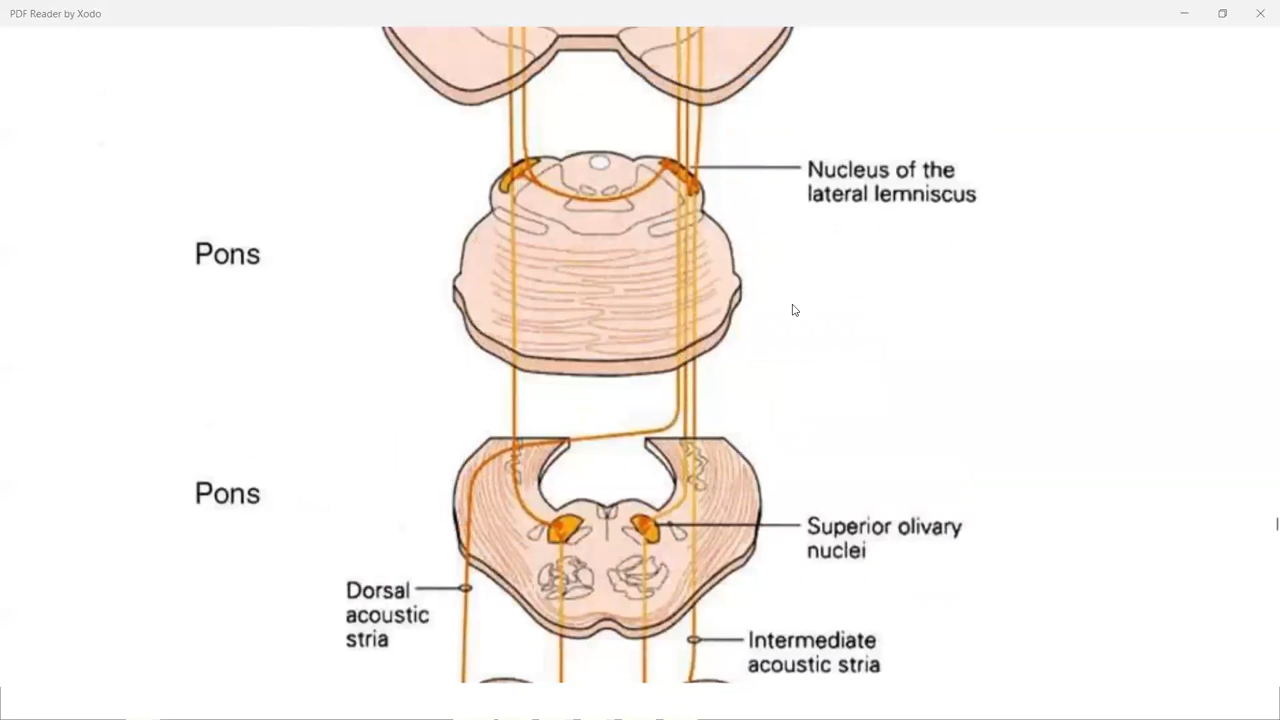 PDF Reader by Xodo
Nucleus of the
lateral lemniscus
Pons
Pons
Superior olivary
nuclei
Dorsal
acoustic
stria
Intermediate
acoustic stria